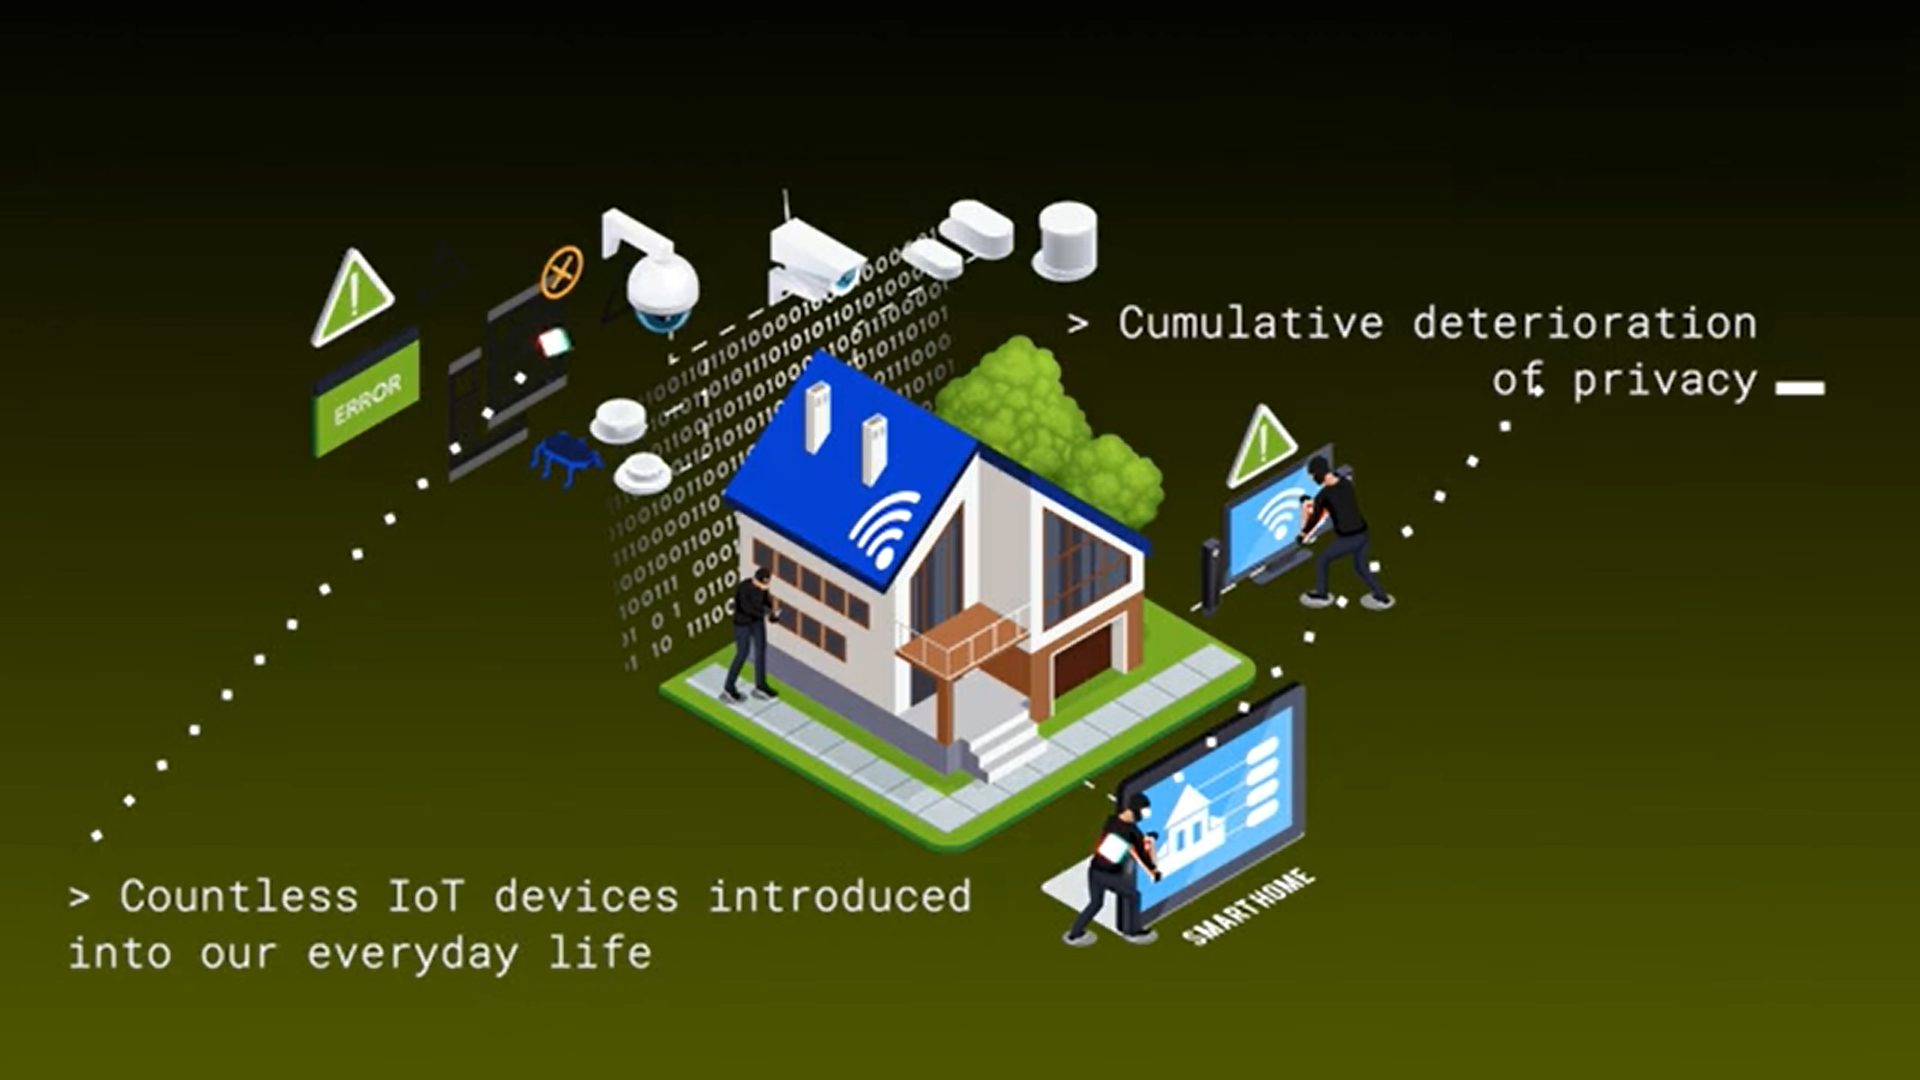 ERROR
> Cumulative deterioration
of privacy
SMART HOME
> Countless IoT devices introduced
into our everyday life